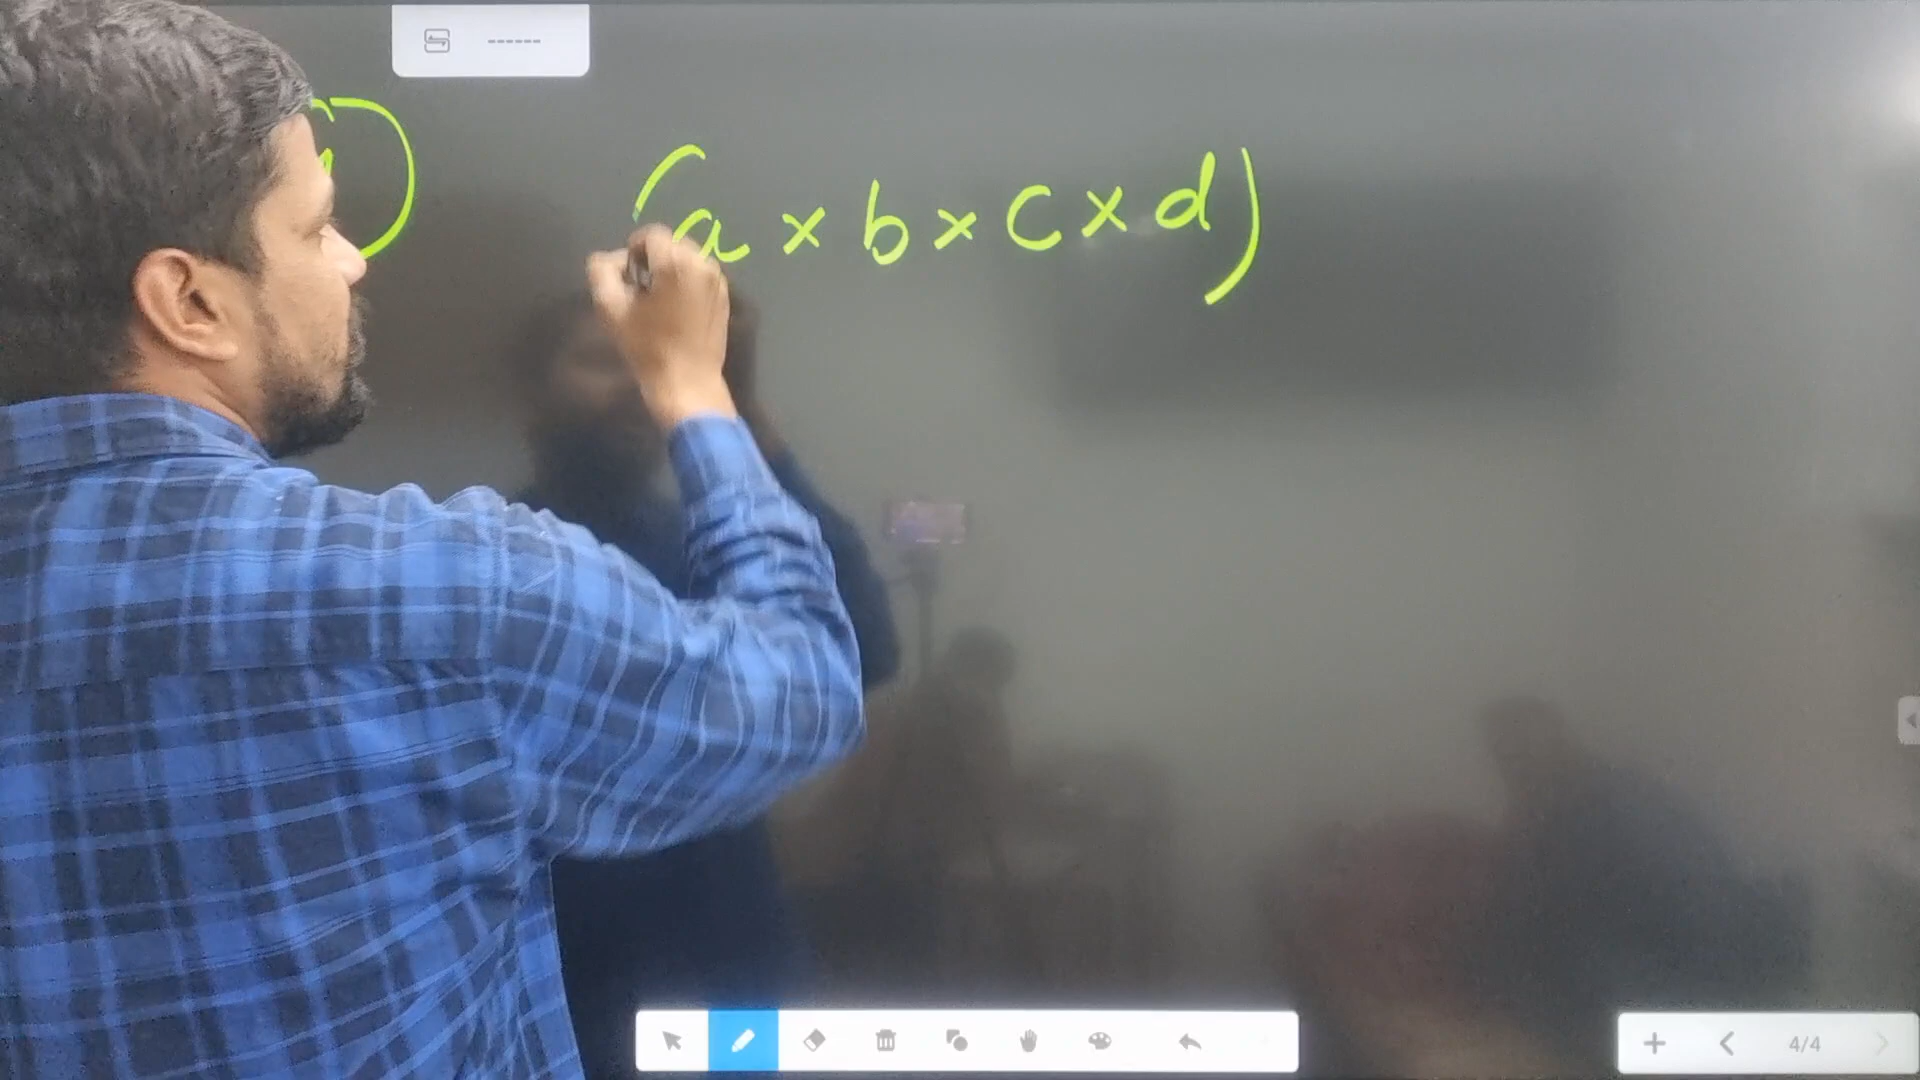 (a × b × c × d)
4/4